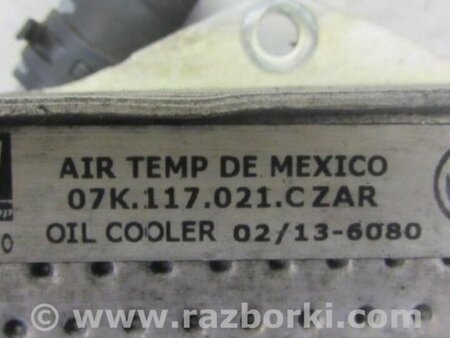 AIR TEMP DE MEXICO
07K.117.021.C ZAR
OIL COOLER 02/13-6080
www.razborki.com